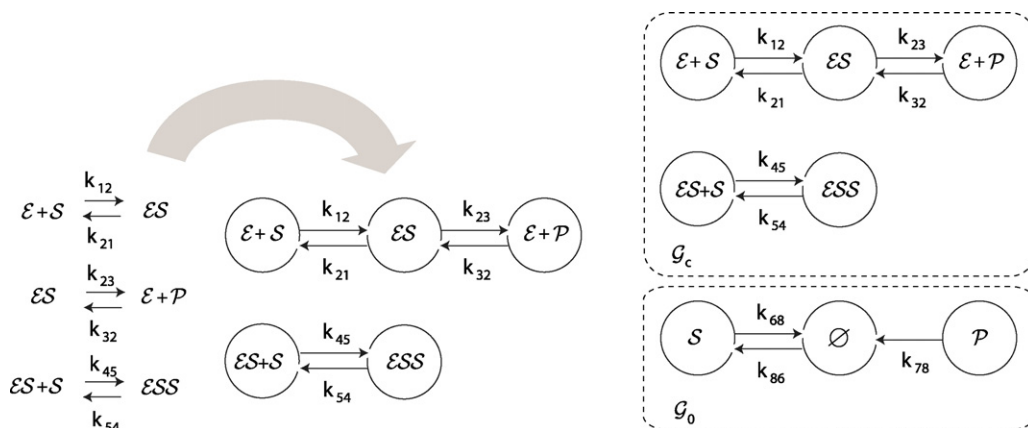 k₁₂
ℰ+𝒮 ℰ𝒮
k₂₁
k₂₃
ℰ𝒮 ℰ+𝒫
k₃₂
k₄₅
ℰ𝒮+𝒮 ℰ𝒮𝒮
k₅₄
k₁₂ k₂₃
ℰ+𝒮 ℰ𝒮 ℰ+𝒫
k₂₁ k₃₂
k₄₅
ℰ𝒮+𝒮 ℰ𝒮𝒮
k₅₄
k₁₂ k₂₃
ℰ+𝒮 ℰ𝒮 ℰ+𝒫
k₂₁ k₃₂
k₄₅
ℰ𝒮+𝒮 ℰ𝒮𝒮
k₅₄
𝒢c
k₆₈
𝒮 ∅ 𝒫
k₈₆ k₇₈
𝒢₀